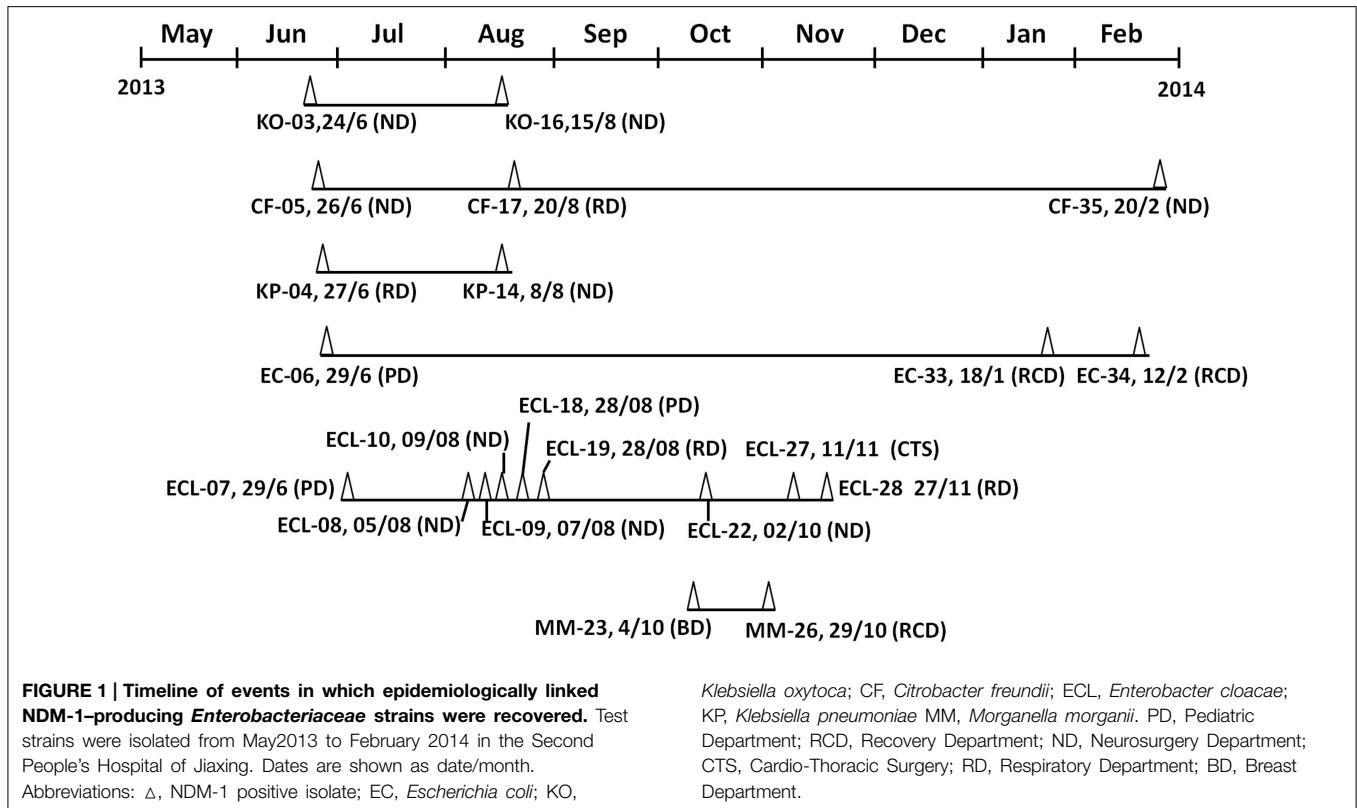 May Jun Jul Aug Sep Oct Nov Dec Jan Feb
2013 2014
KO-03,24/6 (ND) KO-16,15/8 (ND)
CF-05, 26/6 (ND) CF-17, 20/8 (RD) CF-35, 20/2 (ND)
KP-04, 27/6 (RD) KP-14, 8/8 (ND)
EC-06, 29/6 (PD) EC-33, 18/1 (RCD) EC-34, 12/2 (RCD)
ECL-18, 28/08 (PD)
ECL-10, 09/08 (ND) ECL-19, 28/08 (RD) ECL-27, 11/11 (CTS)
ECL-07, 29/6 (PD) ECL-28 27/11 (RD)
ECL-08, 05/08 (ND) ECL-09, 07/08 (ND) ECL-22, 02/10 (ND)
MM-23, 4/10 (BD) MM-26, 29/10 (RCD)
FIGURE 1 | Timeline of events in which epidemiologically linked
NDM-1–producing Enterobacteriaceae strains were recovered. Test
strains were isolated from May2013 to February 2014 in the Second
People's Hospital of Jiaxing. Dates are shown as date/month.
Abbreviations: △, NDM-1 positive isolate; EC, Escherichia coli; KO,
Klebsiella oxytoca; CF, Citrobacter freundii; ECL, Enterobacter cloacae;
KP, Klebsiella pneumoniae MM, Morganella morganii. PD, Pediatric
Department; RCD, Recovery Department; ND, Neurosurgery Department;
CTS, Cardio-Thoracic Surgery; RD, Respiratory Department; BD, Breast
Department.